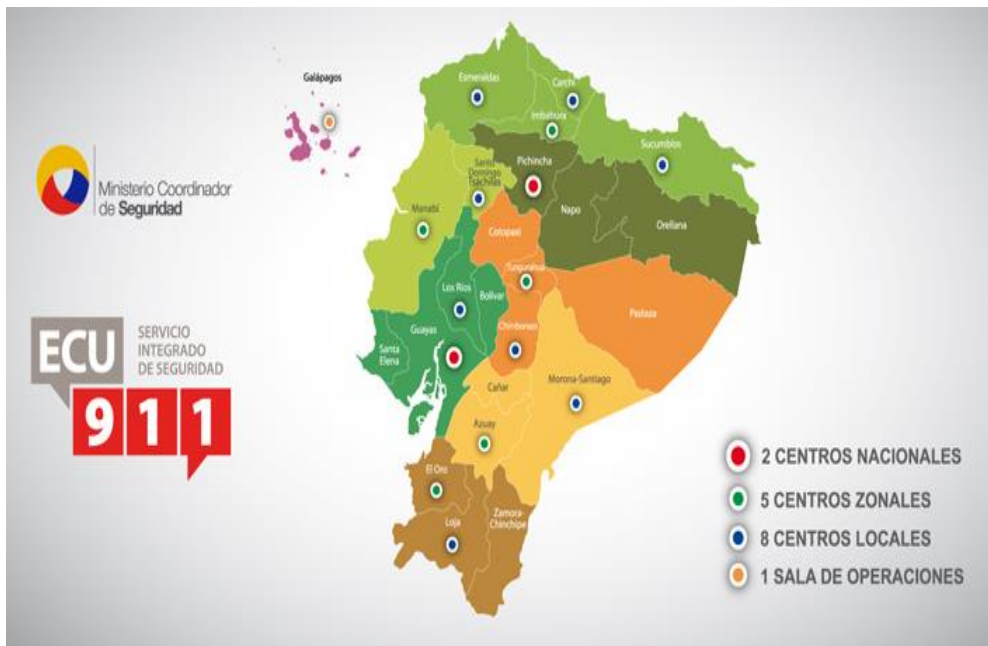 Galápagos
Esmeraldas
Carchi
Imbabura
Sucumbíos
Pichincha
Santo
Domingo
Tsáchilas
Napo
Orellana
Manabí
Cotopaxi
Tungurahua
Los Ríos
Bolívar
Pastaza
Guayas
Chimborazo
Santa
Elena
Cañar
Morona-Santiago
Azuay
El Oro
Loja
Zamora-
Chinchipe
Ministerio Coordinador
de Seguridad
ECU
911
SERVICIO
INTEGRADO
DE SEGURIDAD
2 CENTROS NACIONALES
5 CENTROS ZONALES
8 CENTROS LOCALES
1 SALA DE OPERACIONES